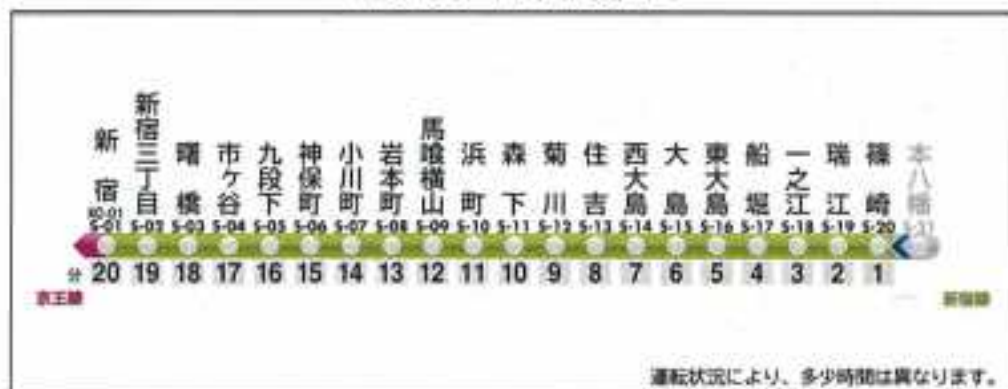 新宿
新宿三丁目
曙橋
市ヶ谷
九段下
神保町
小川町
岩本町
馬喰横山
浜町
森下
菊川
住吉
西大島
大島
東大島
船堀
一之江
瑞江
篠崎
本八幡
KO-01
S-01 S-02 S-03 S-04 S-05 S-06 S-07 S-08 S-09 S-10 S-11 S-12 S-13 S-14 S-15 S-16 S-17 S-18 S-19 S-20 S-21
分 20 19 18 17 16 15 14 13 12 11 10 9 8 7 6 5 4 3 2 1
京王線 新宿線
運転状況により、多少時間は異なります。